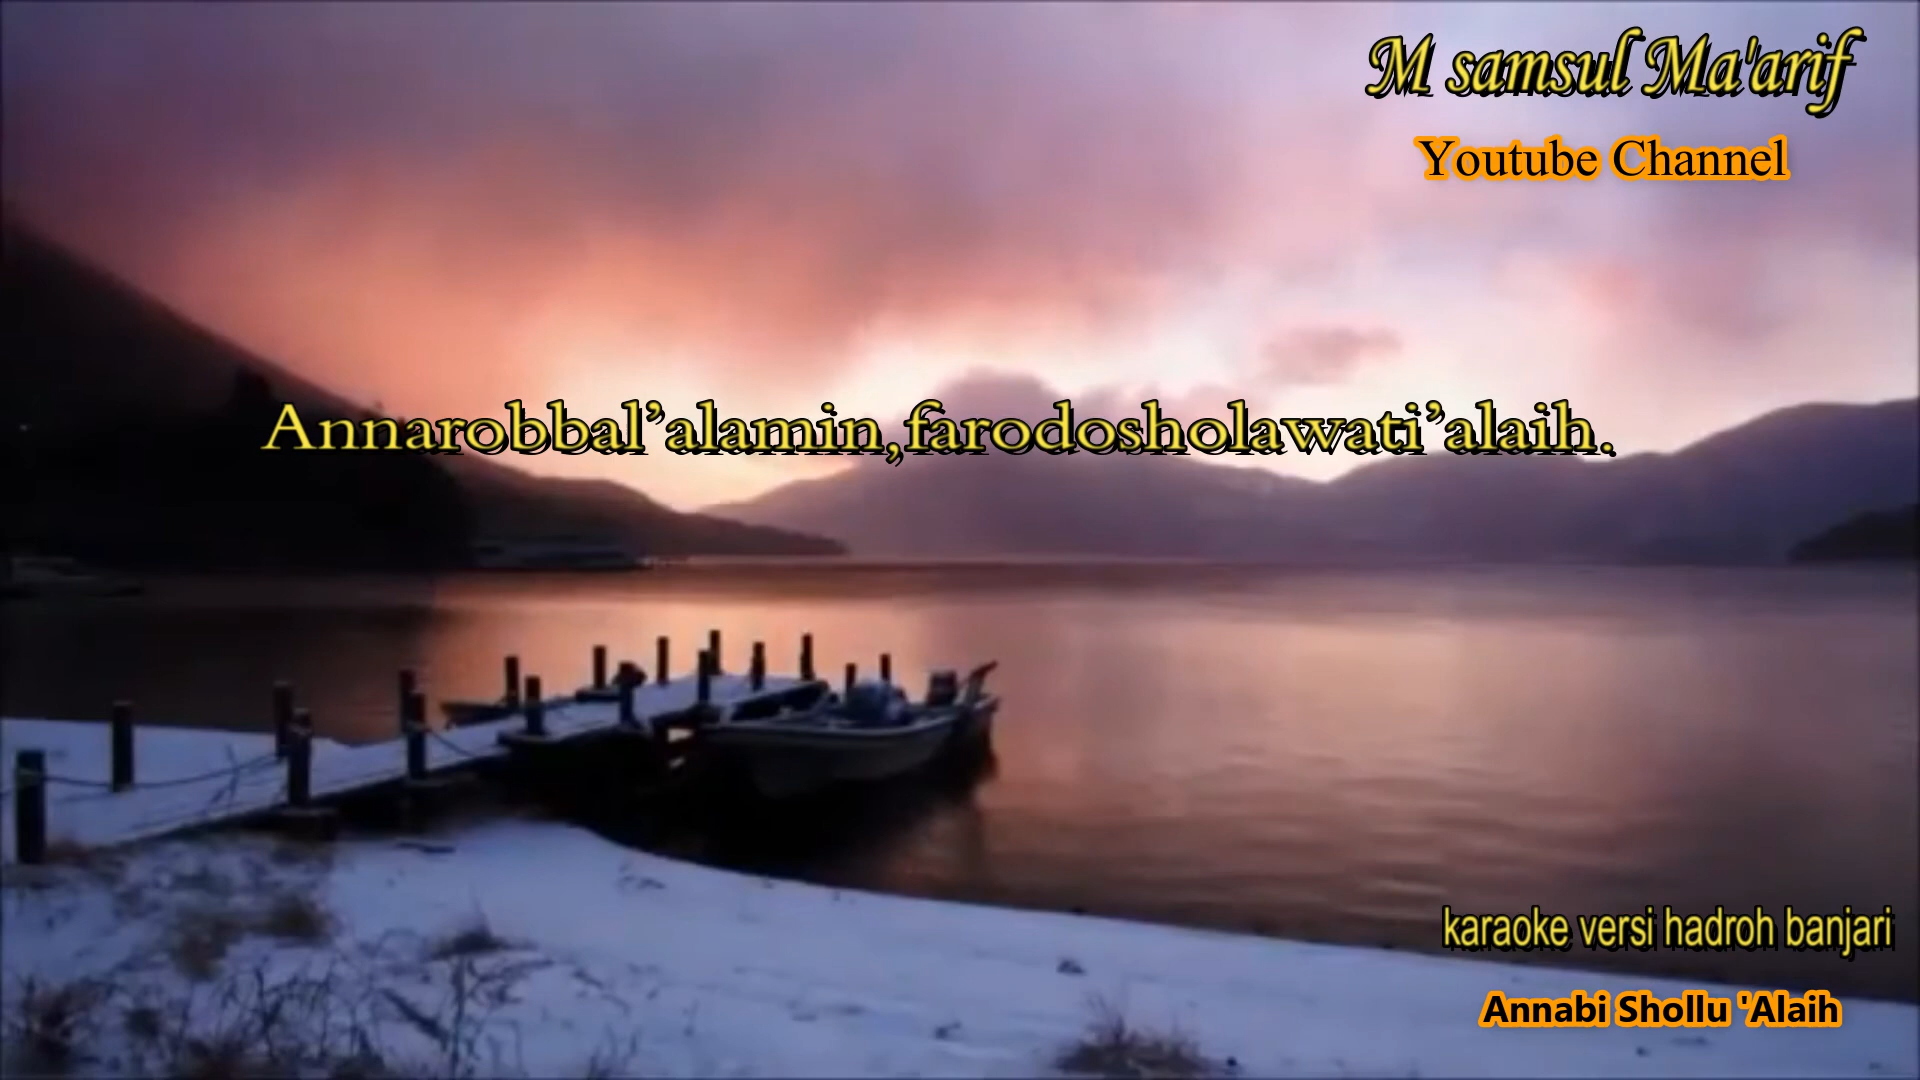 M samsul Ma'arif
Youtube Channel
Annarobbal’alamin,farodosholawati’alaih.
karaoke versi hadroh banjari
Annabi Shollu 'Alaih